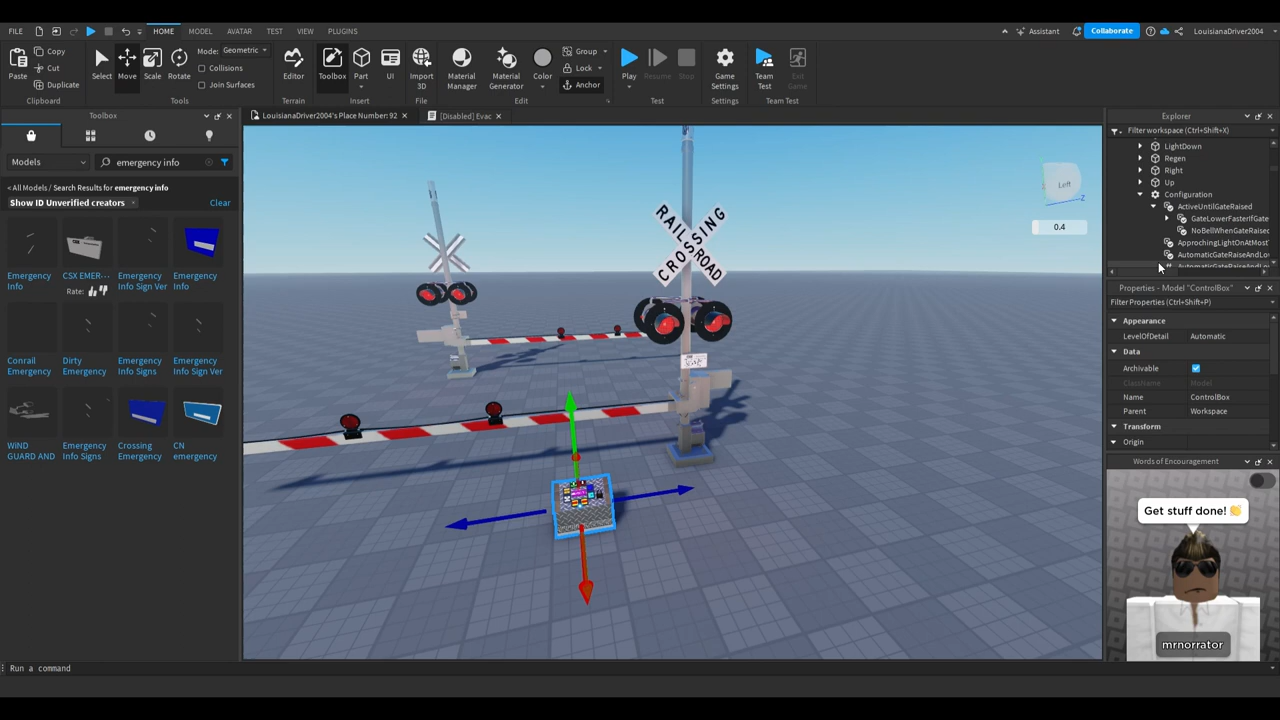 FILE HOME MODEL AVATAR TEST VIEW PLUGINS Assistant Collaborate LouisianaDriver2004
Paste Copy Cut Duplicate Clipboard
Select Move Scale Rotate Mode: Geometric Collisions Join Surfaces Tools
Editor Terrain
Toolbox Part UI Insert
Import 3D File
Material Manager Material Generator Color Group Lock Anchor Edit
Play Resume Stop Test
Game Settings Settings
Team Test Exit Game Team Test
Toolbox
LouisianaDriver2004's Place Number: 92 × [Disabled] Evac ×
Models emergency info
< All Models / Search Results for emergency info
Show ID Unverified creators Clear
Emergency Info
CSX EMER--- Rate:
Emergency Info Sign Ver
Emergency Info
Conrail Emergency
Dirty Emergency
Emergency Info Signs
Emergency Info Sign Ver
WIND GUARD AND
Emergency Info Signs
Crossing Emergency
CN emergency
RAILROAD
CROSSING
Left
0.4
Explorer
Filter workspace (Ctrl+Shift+X)
LightDown
Regen
Right
Up
Configuration
ActiveUntilGateRaised
GateLowerFasterIfGate
NoBellWhenGateRaised
ApprochingLightOnAtMost
AutomaticGateRaiseAndLo
AutomaticGateRaiseAndLo
Properties - Model "ControlBox"
Filter Properties (Ctrl+Shift+P)
Appearance
LevelOfDetail Automatic
Data
Archivable
ClassName Model
Name ControlBox
Parent Workspace
Transform
Origin
Words of Encouragement
Get stuff done! 👏
mrnorrator
Run a command